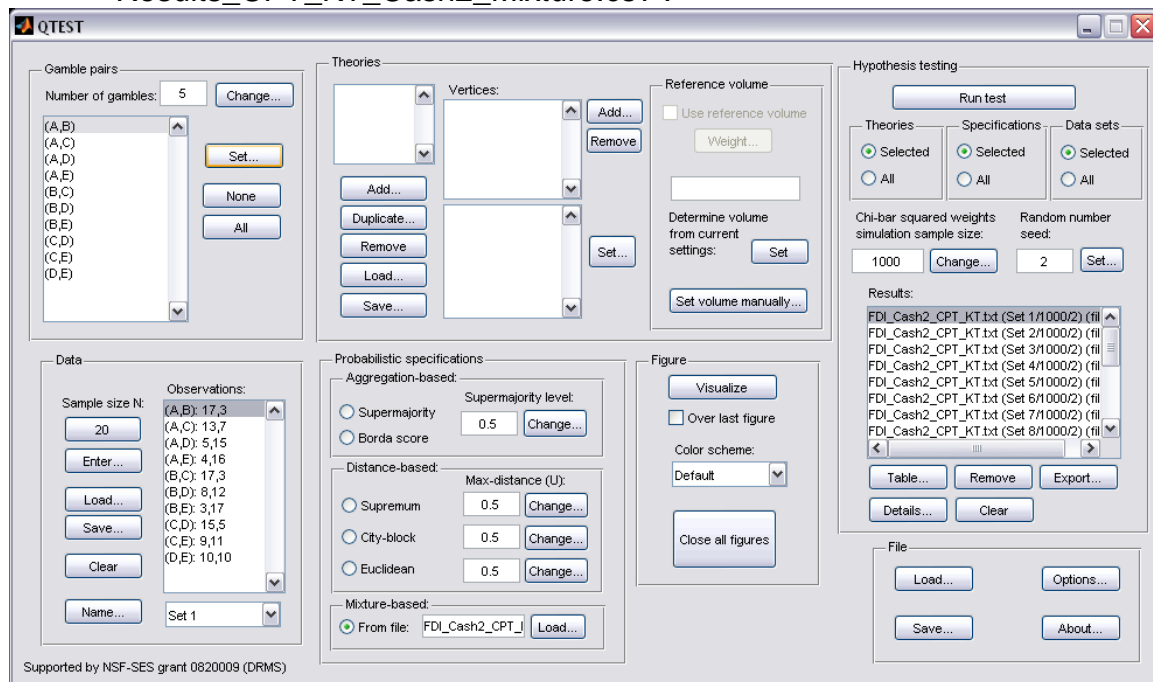 Results_CPT_KT_Cash2_mixture.csv .
QTEST
Gamble pairs
Number of gambles: 5 Change...
(A,B)
(A,C)
(A,D)
(A,E)
(B,C)
(B,D)
(B,E)
(C,D)
(C,E)
(D,E)
Set...
None
All
Theories
Add...
Duplicate...
Remove
Load...
Save...
Vertices:
Add...
Remove
Set...
Reference volume
Use reference volume
Weight...
Determine volume
from current
settings: Set
Set volume manually...
Hypothesis testing
Run test
Theories
Selected
All
Specifications
Selected
All
Data sets
Selected
All
Chi-bar squared weights
simulation sample size:
1000 Change...
Random number
seed:
2 Set...
Results:
FDI_Cash2_CPT_KT.txt (Set 1/1000/2) (fil
FDI_Cash2_CPT_KT.txt (Set 2/1000/2) (fil
FDI_Cash2_CPT_KT.txt (Set 3/1000/2) (fil
FDI_Cash2_CPT_KT.txt (Set 4/1000/2) (fil
FDI_Cash2_CPT_KT.txt (Set 5/1000/2) (fil
FDI_Cash2_CPT_KT.txt (Set 6/1000/2) (fil
FDI_Cash2_CPT_KT.txt (Set 7/1000/2) (fil
FDI_Cash2_CPT_KT.txt (Set 8/1000/2) (fil
Table... Remove Export...
Details... Clear
Data
Sample size N:
20
Enter...
Load...
Save...
Clear
Name...
Observations:
(A,B): 17,3
(A,C): 13,7
(A,D): 5,15
(A,E): 4,16
(B,C): 17,3
(B,D): 8,12
(B,E): 3,17
(C,D): 15,5
(C,E): 9,11
(D,E): 10,10
Set 1
Probabilistic specifications
Aggregation-based:
Supermajority
Borda score
Supermajority level:
0.5 Change...
Distance-based:
Max-distance (U):
Supremum 0.5 Change...
City-block 0.5 Change...
Euclidean 0.5 Change...
Mixture-based:
From file: FDI_Cash2_CPT_ Load...
Figure
Visualize
Over last figure
Color scheme:
Default
Close all figures
File
Load... Options...
Save... About...
Supported by NSF-SES grant 0820009 (DRMS)